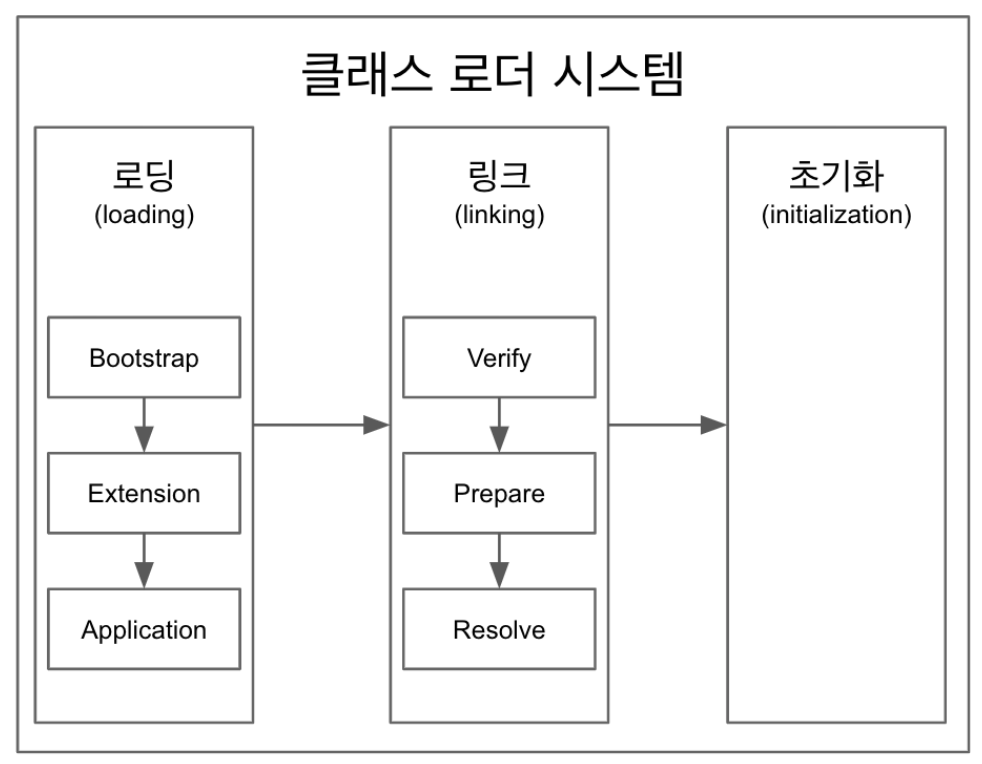 클래스 로더 시스템
로딩
(loading)
Bootstrap
Extension
Application
링크
(linking)
Verify
Prepare
Resolve
초기화
(initialization)